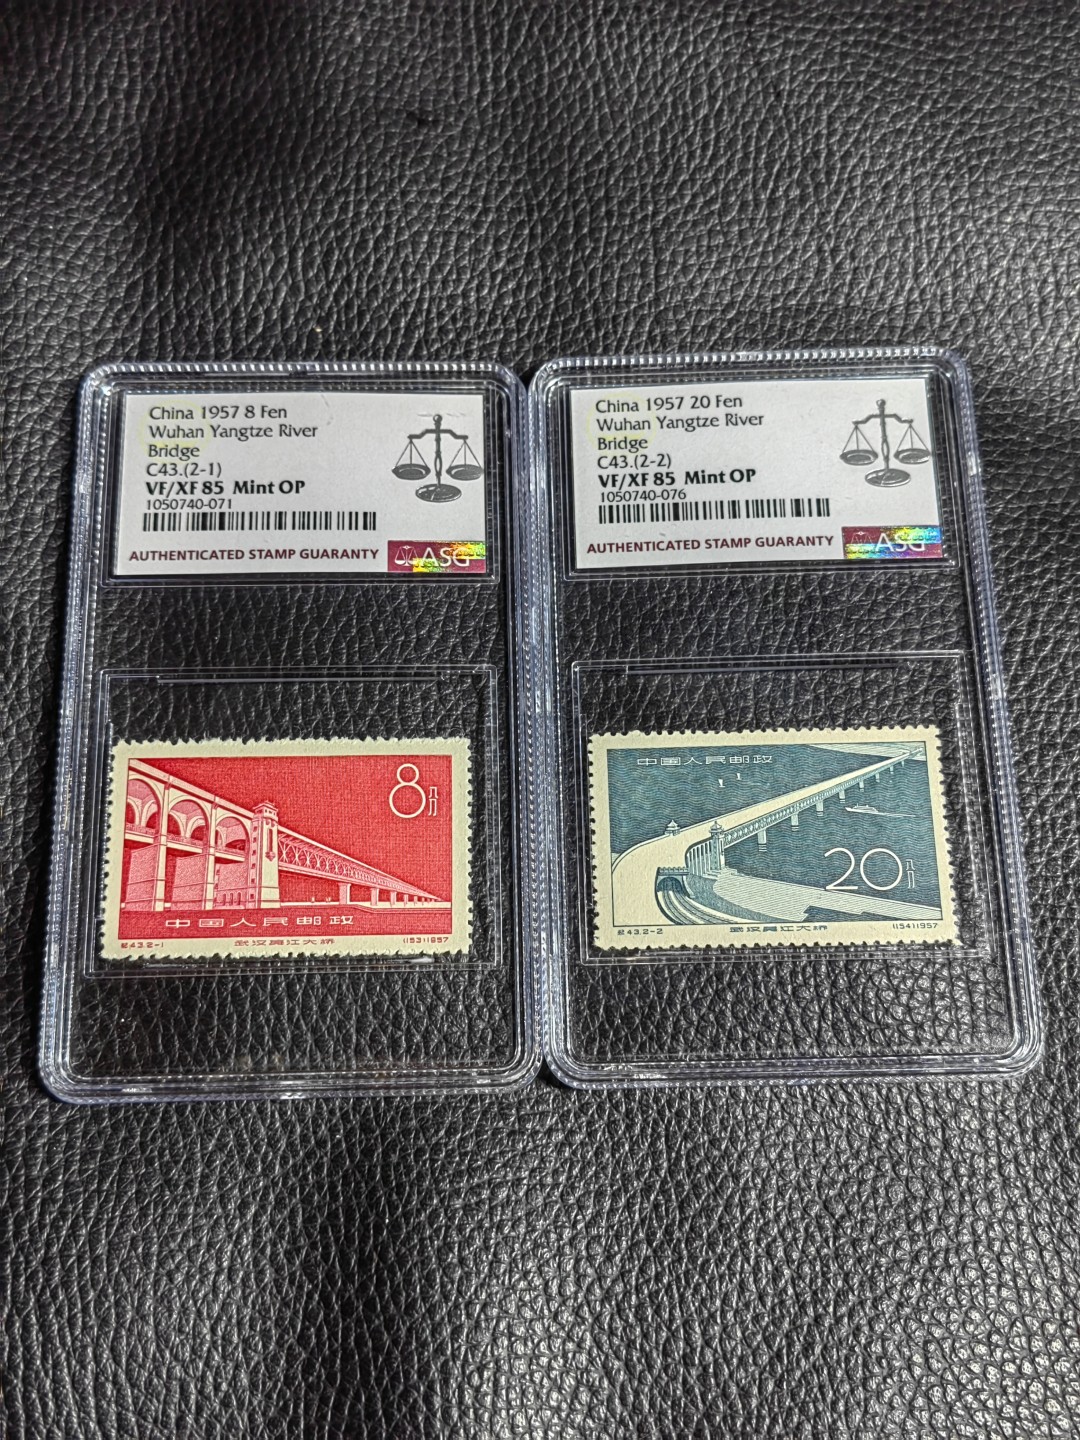 China 1957 8 Fen
Wuhan Yangtze River
Bridge
C43.(2-1)
VF/XF 85 Mint OP
1050740-071
AUTHENTICATED STAMP GUARANTY
ASG
8八分
中国人民邮政
纪43.2-1
武汉長江大桥
(153)1957
China 1957 20 Fen
Wuhan Yangtze River
Bridge
C43.(2-2)
VF/XF 85 Mint OP
1050740-076
AUTHENTICATED STAMP GUARANTY
ASG
中国人民邮政
20分
纪43.2-2
武汉長江大桥
(154)1957